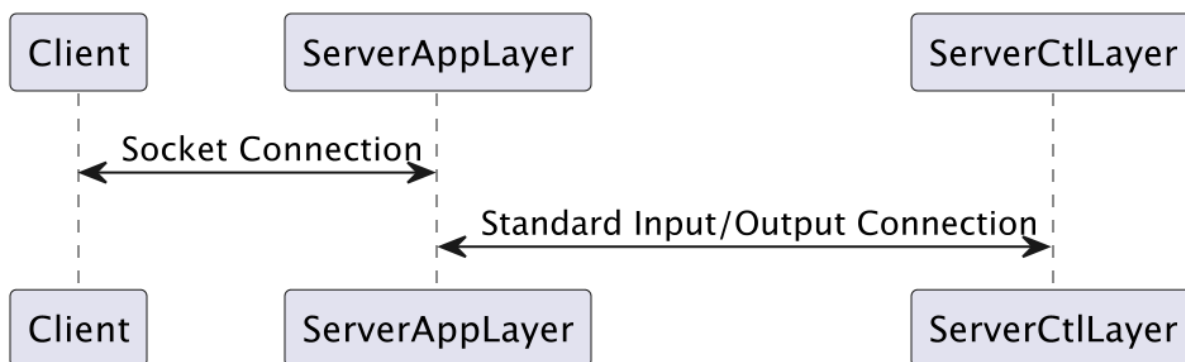 Client ServerAppLayer ServerCtlLayer
Socket Connection
Standard Input/Output Connection
Client ServerAppLayer ServerCtlLayer